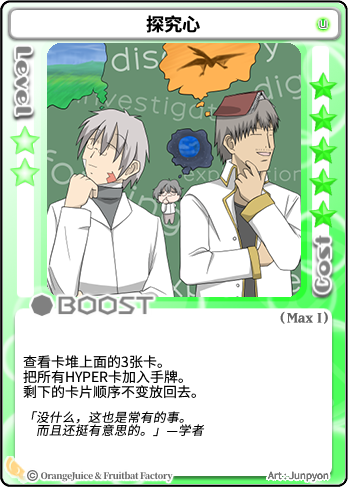 探究心
U
Level
Cost
discovery
investigate
dig
exploration
BOOST
(Max 1)
查看卡堆上面的3张卡。
把所有HYPER卡加入手牌。
剩下的卡片顺序不变放回去。
「没什么，这也是常有的事。
而且还挺有意思的。」—学者
© OrangeJuice & Fruitbat Factory
Art.: Junpyon